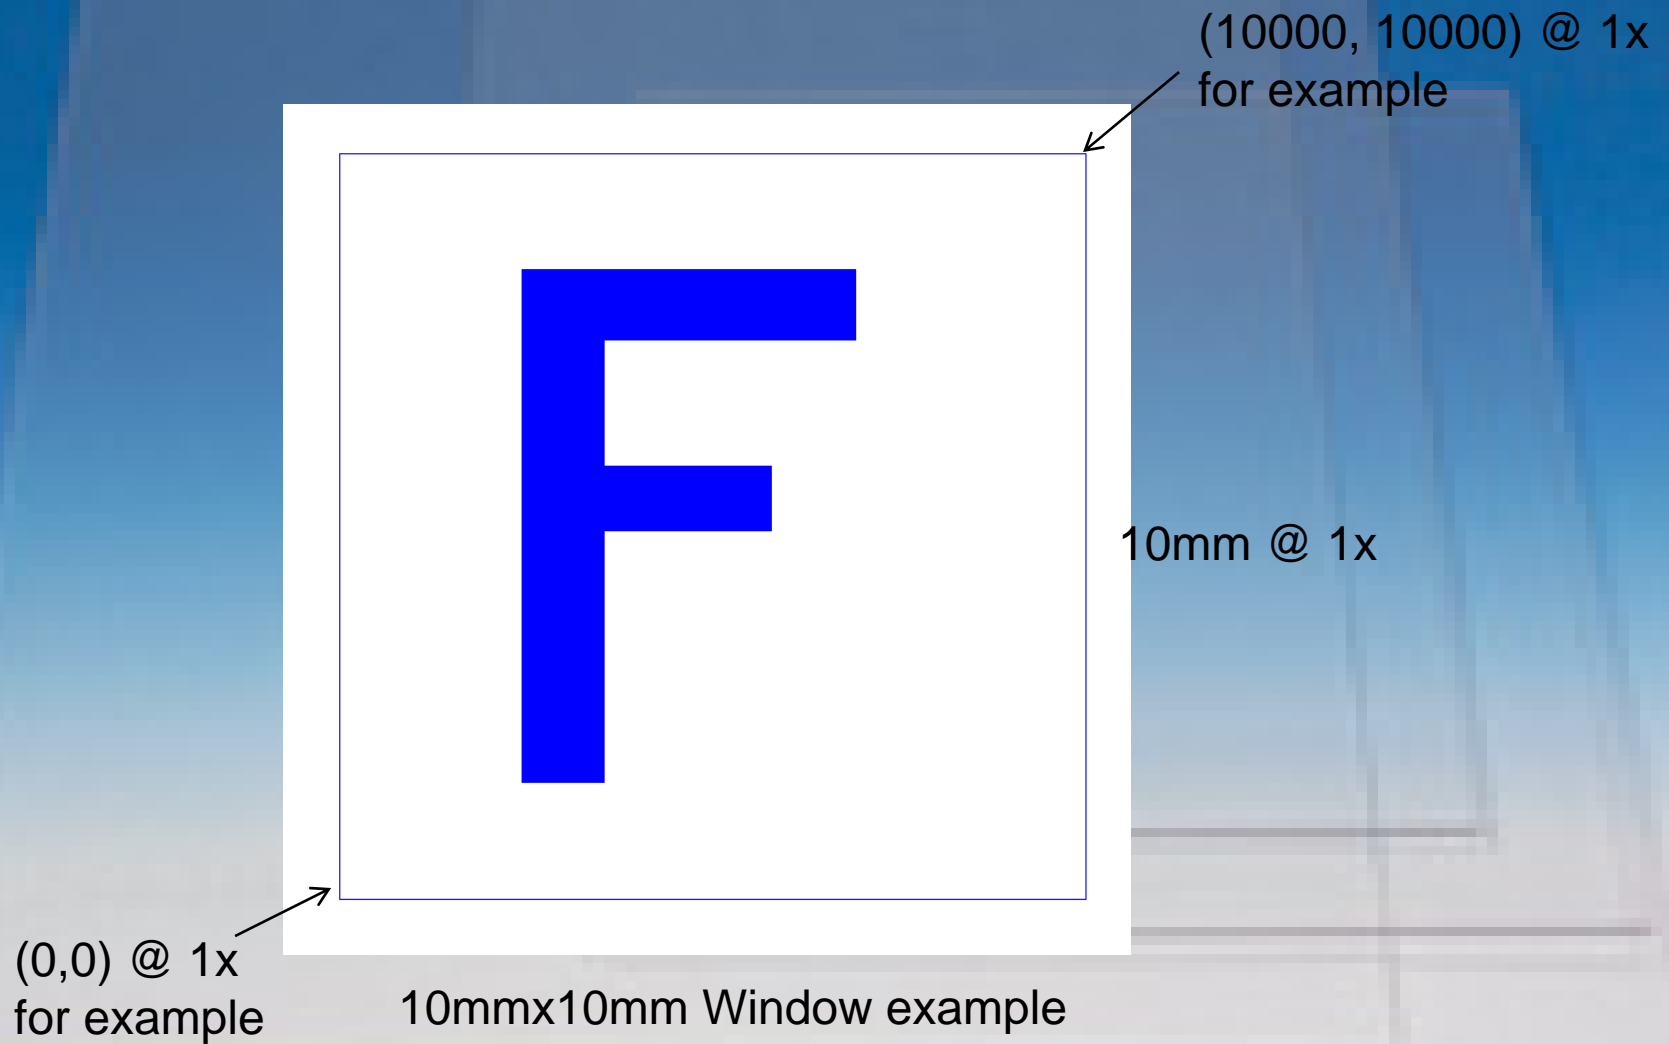 (10000, 10000) @ 1x
for example
F
10mm @ 1x
(0,0) @ 1x
for example
10mmx10mm Window example